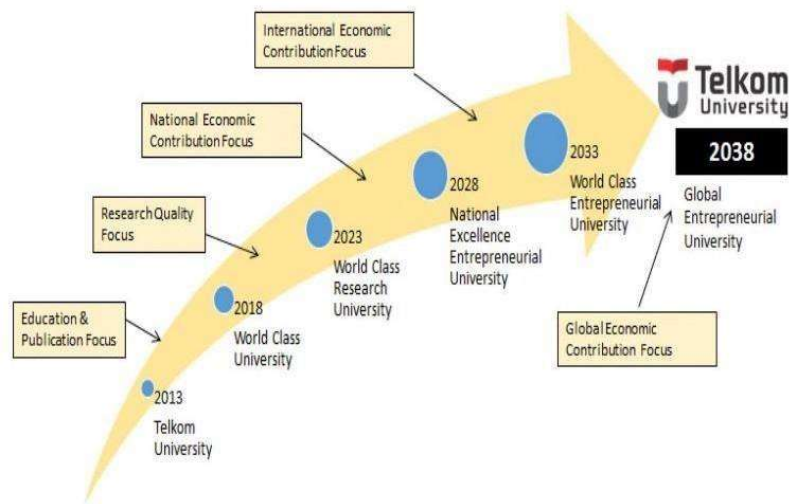 International Economic
Contribution Focus
Telkom
University
National Economic
Contribution Focus
2038
2033
World Class
Entrepreneurial
University
Global
Entrepreneurial
University
2028
National
Excellence
Entrepreneurial
University
Research Quality
Focus
2023
World Class
Research
University
Education &
Publication Focus
2018
World Class
University
Global Economic
Contribution Focus
2013
Telkom
University